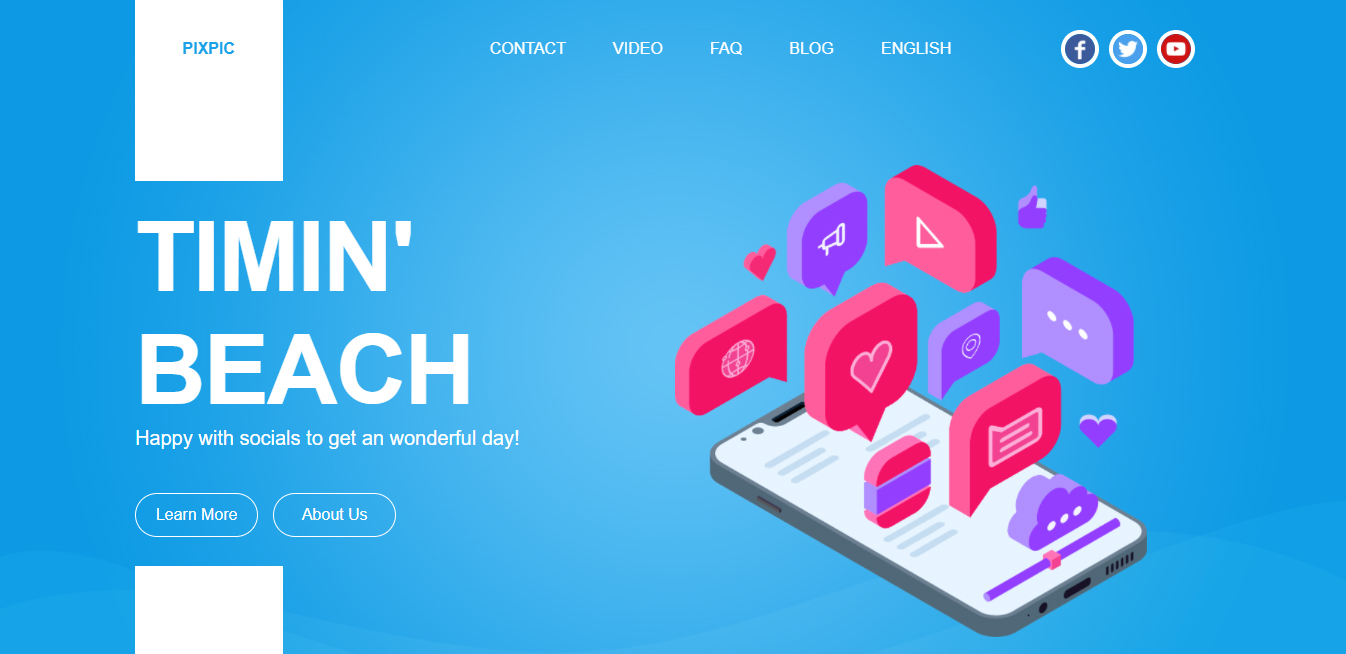 PIXPIC
CONTACT VIDEO FAQ BLOG ENGLISH
TIMIN'
BEACH
Happy with socials to get an wonderful day!
Learn More About Us